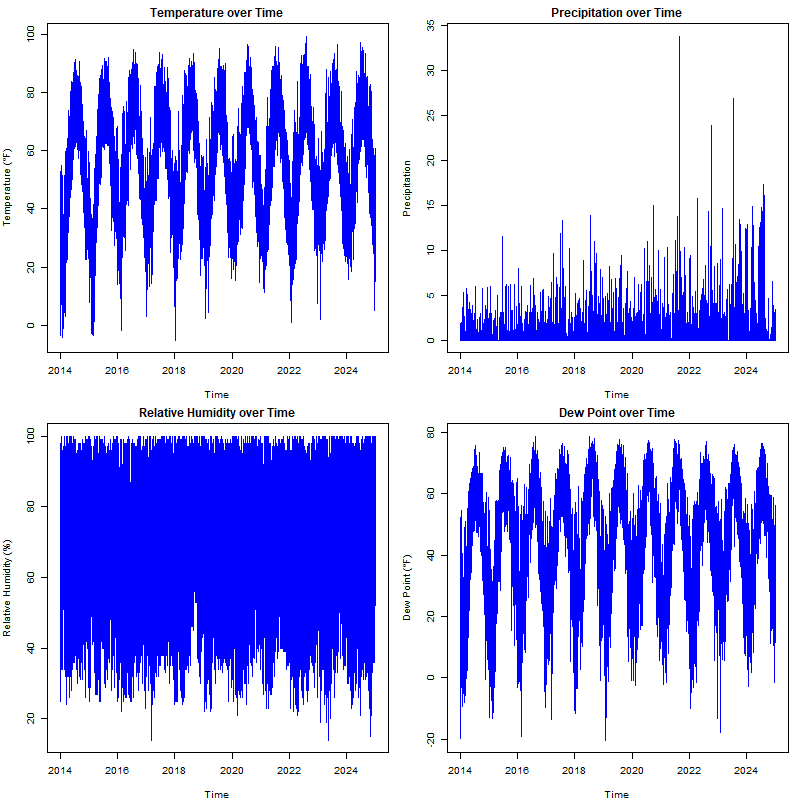 Temperature over Time
Temperature (°F)
100
80
60
40
20
0
2014 2016 2018 2020 2022 2024
Time
Precipitation over Time
Precipitation
35
30
25
20
15
10
5
0
2014 2016 2018 2020 2022 2024
Time
Relative Humidity over Time
Relative Humidity (%)
100
80
60
40
20
2014 2016 2018 2020 2022 2024
Time
Dew Point over Time
Dew Point (°F)
80
60
40
20
0
-20
2014 2016 2018 2020 2022 2024
Time